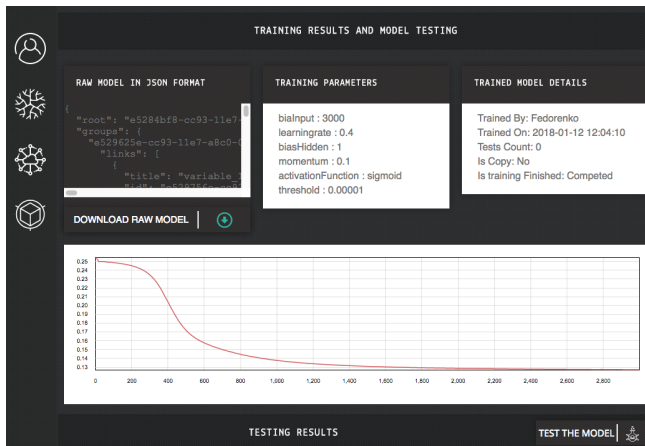 TRAINING RESULTS AND MODEL TESTING
RAW MODEL IN JSON FORMAT
{
"root": "e5284bf8-cc93-11e7-
"groups": {
"e529625e-cc93-11e7-a8c0-
"links": [
{
"title": "variable_
"id":
DOWNLOAD RAW MODEL
TRAINING PARAMETERS
biaInput : 3000
learningrate : 0.4
biasHidden : 1
momentum : 0.1
activationFunction : sigmoid
threshold : 0.00001
TRAINED MODEL DETAILS
Trained By: Fedorenko
Trained On: 2018-01-12 12:04:10
Tests Count: 0
Is Copy: No
Is training Finished: Competed
0.25
0.24
0.23
0.22
0.21
0.20
0.19
0.18
0.17
0.16
0.15
0.14
0.13
0 200 400 600 800 1,000 1,200 1,400 1,600 1,800 2,000 2,200 2,400 2,600 2,800
TESTING RESULTS
TEST THE MODEL